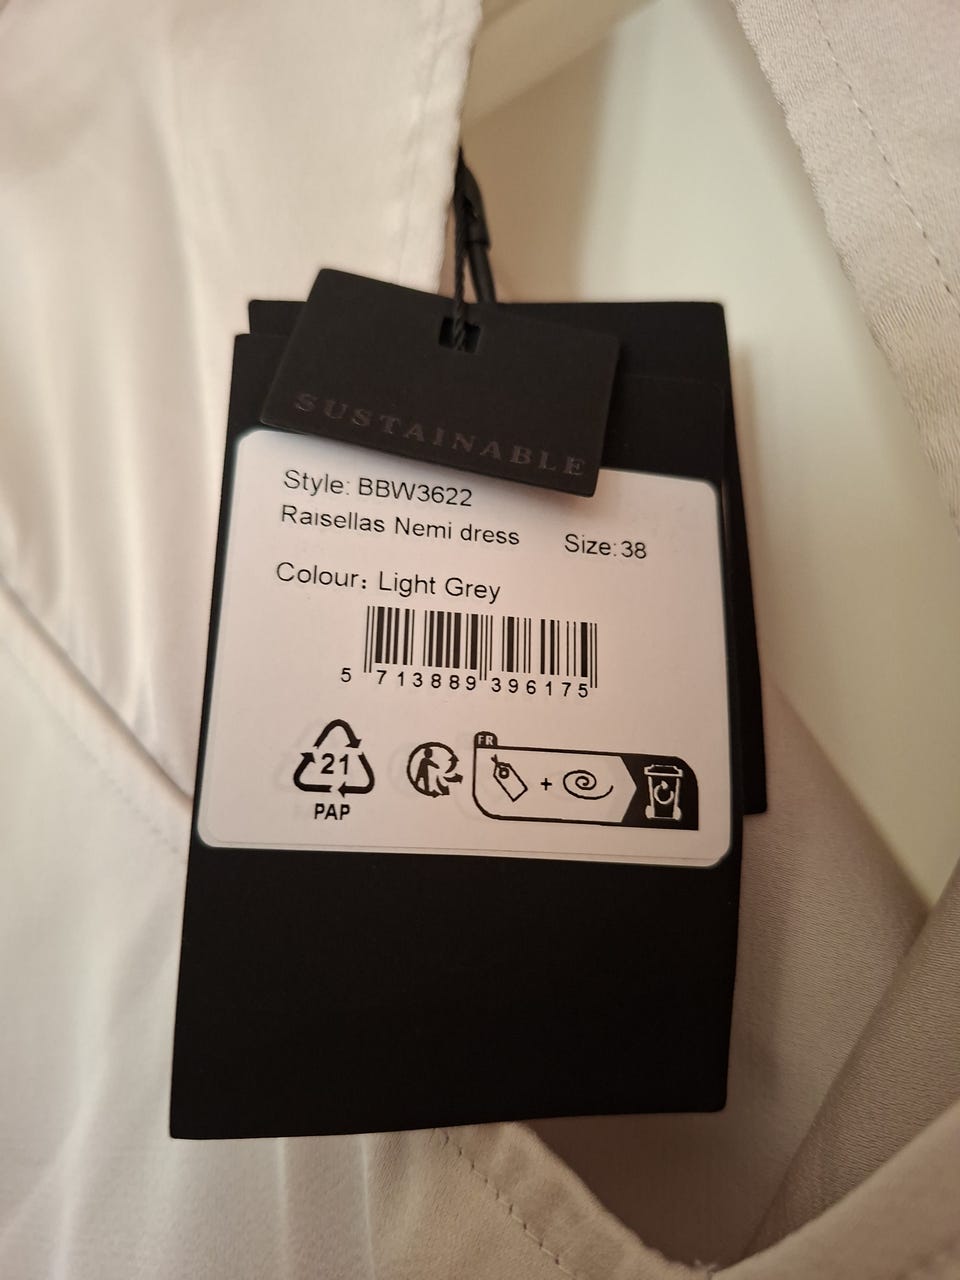 SUSTAINABLE
Style: BBW3622
Raisellas Nemi dress Size: 38
Colour: Light Grey
5 713889 396175
21
PAP
FR
+